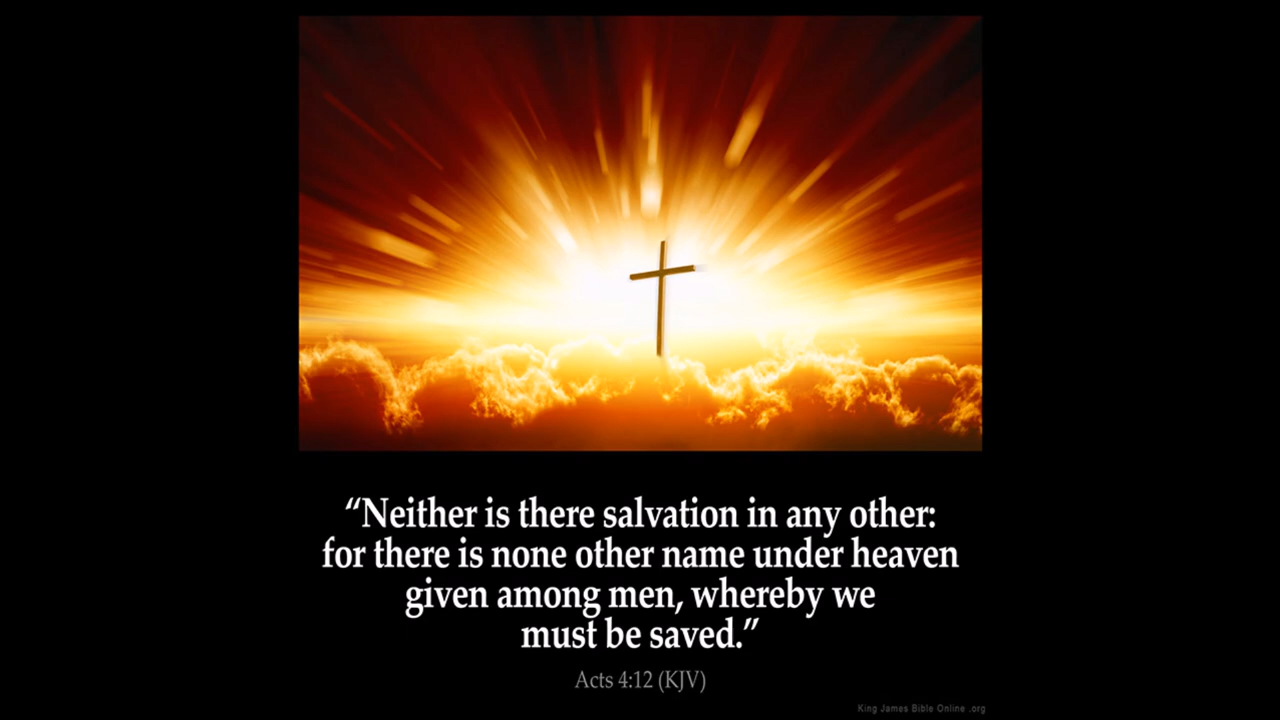 “Neither is there salvation in any other:
for there is none other name under heaven
given among men, whereby we
must be saved.”
Acts 4:12 (KJV)
King James Bible Online .org